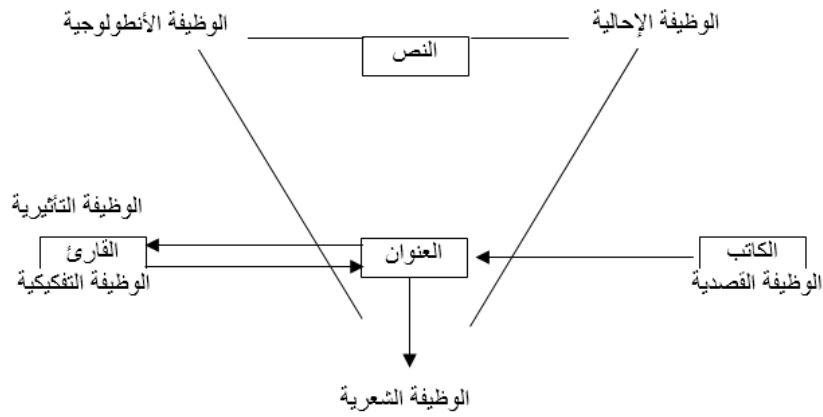 الوظيفة الإحالية
الوظيفة الأنطولوجية
النص
الوظيفة التأثيرية
الكاتب
العنوان
القارئ
الوظيفة القصدية
الوظيفة التفكيكية
الوظيفة الشعرية